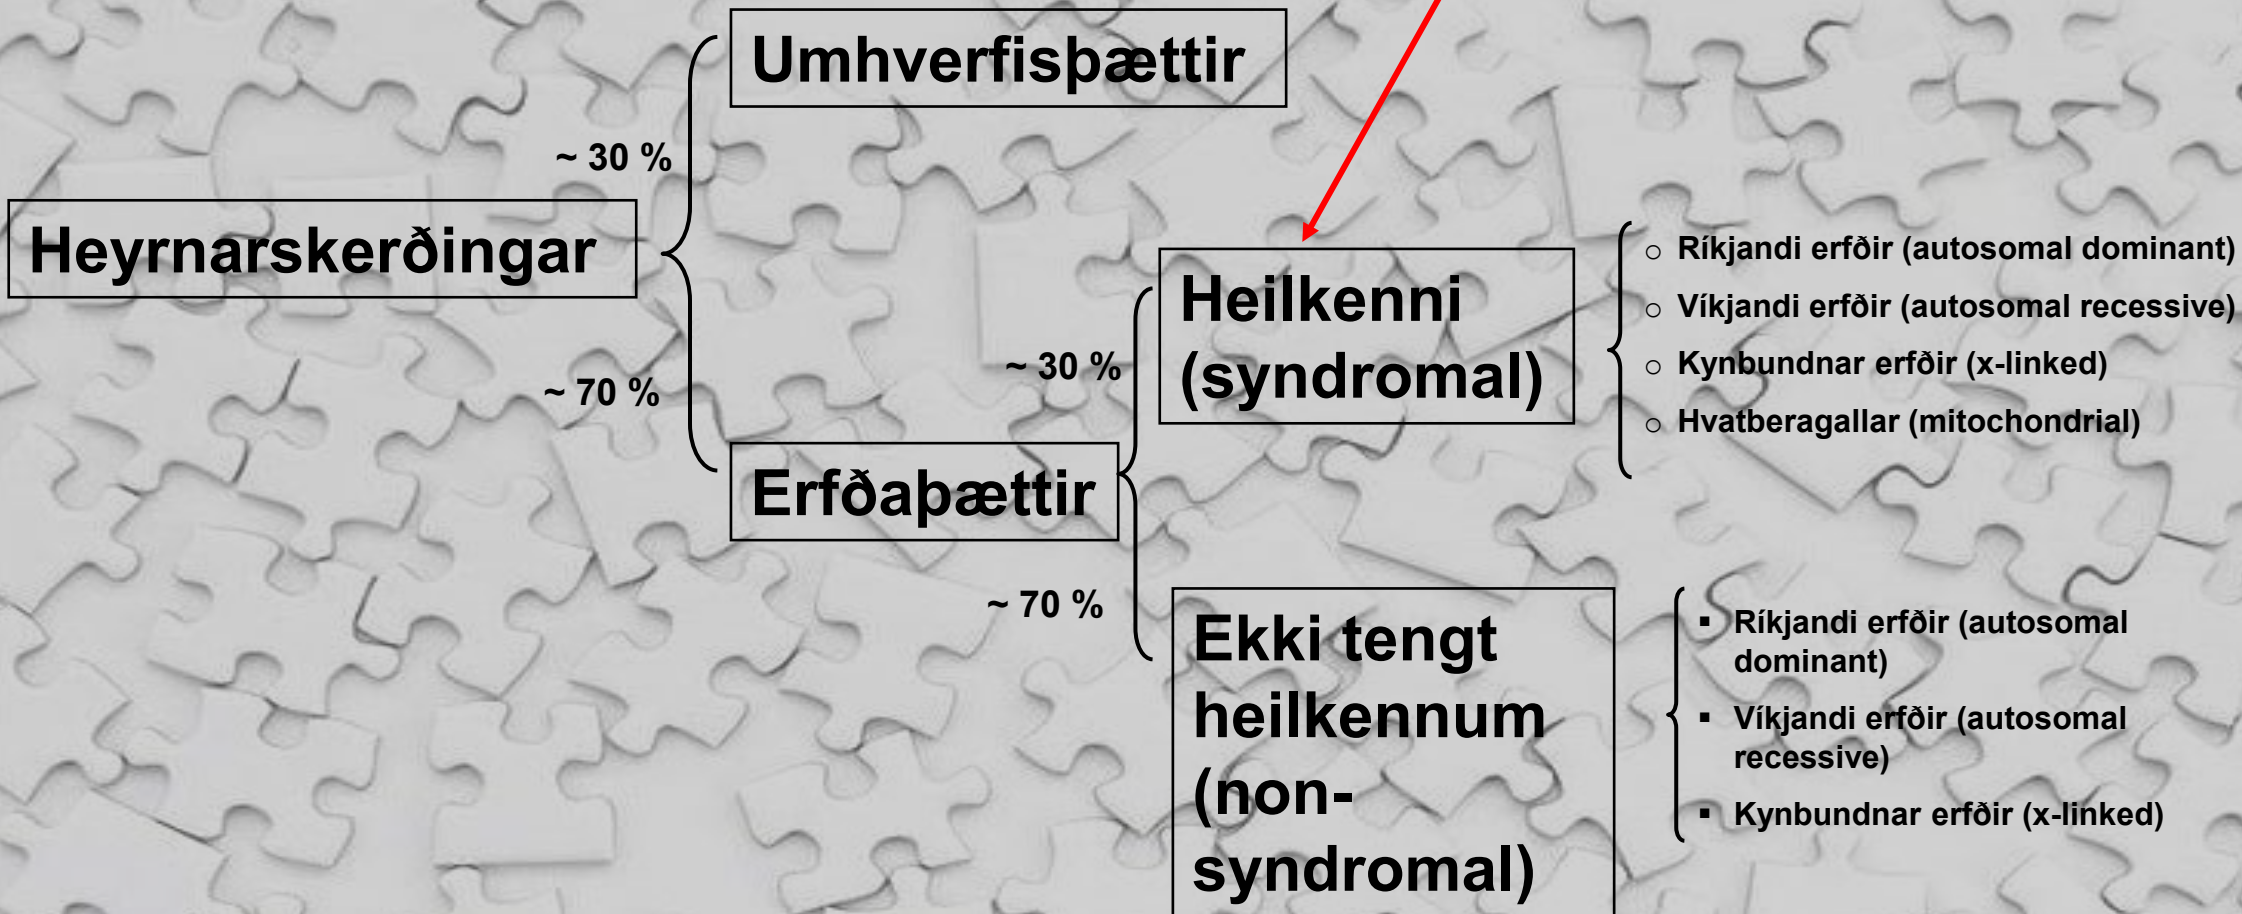 Umhverfisþættir
~ 30 %
Heyrnarskerðingar
~ 70 %
Erfðaþættir
~ 30 %
Heilkenni
(syndromal)
○ Ríkjandi erfðir (autosomal dominant)
○ Víkjandi erfðir (autosomal recessive)
○ Kynbundnar erfðir (x-linked)
○ Hvatberagallar (mitochondrial)
~ 70 %
Ekki tengt
heilkennum
(non-
syndromal)
▪ Ríkjandi erfðir (autosomal
dominant)
▪ Víkjandi erfðir (autosomal
recessive)
▪ Kynbundnar erfðir (x-linked)